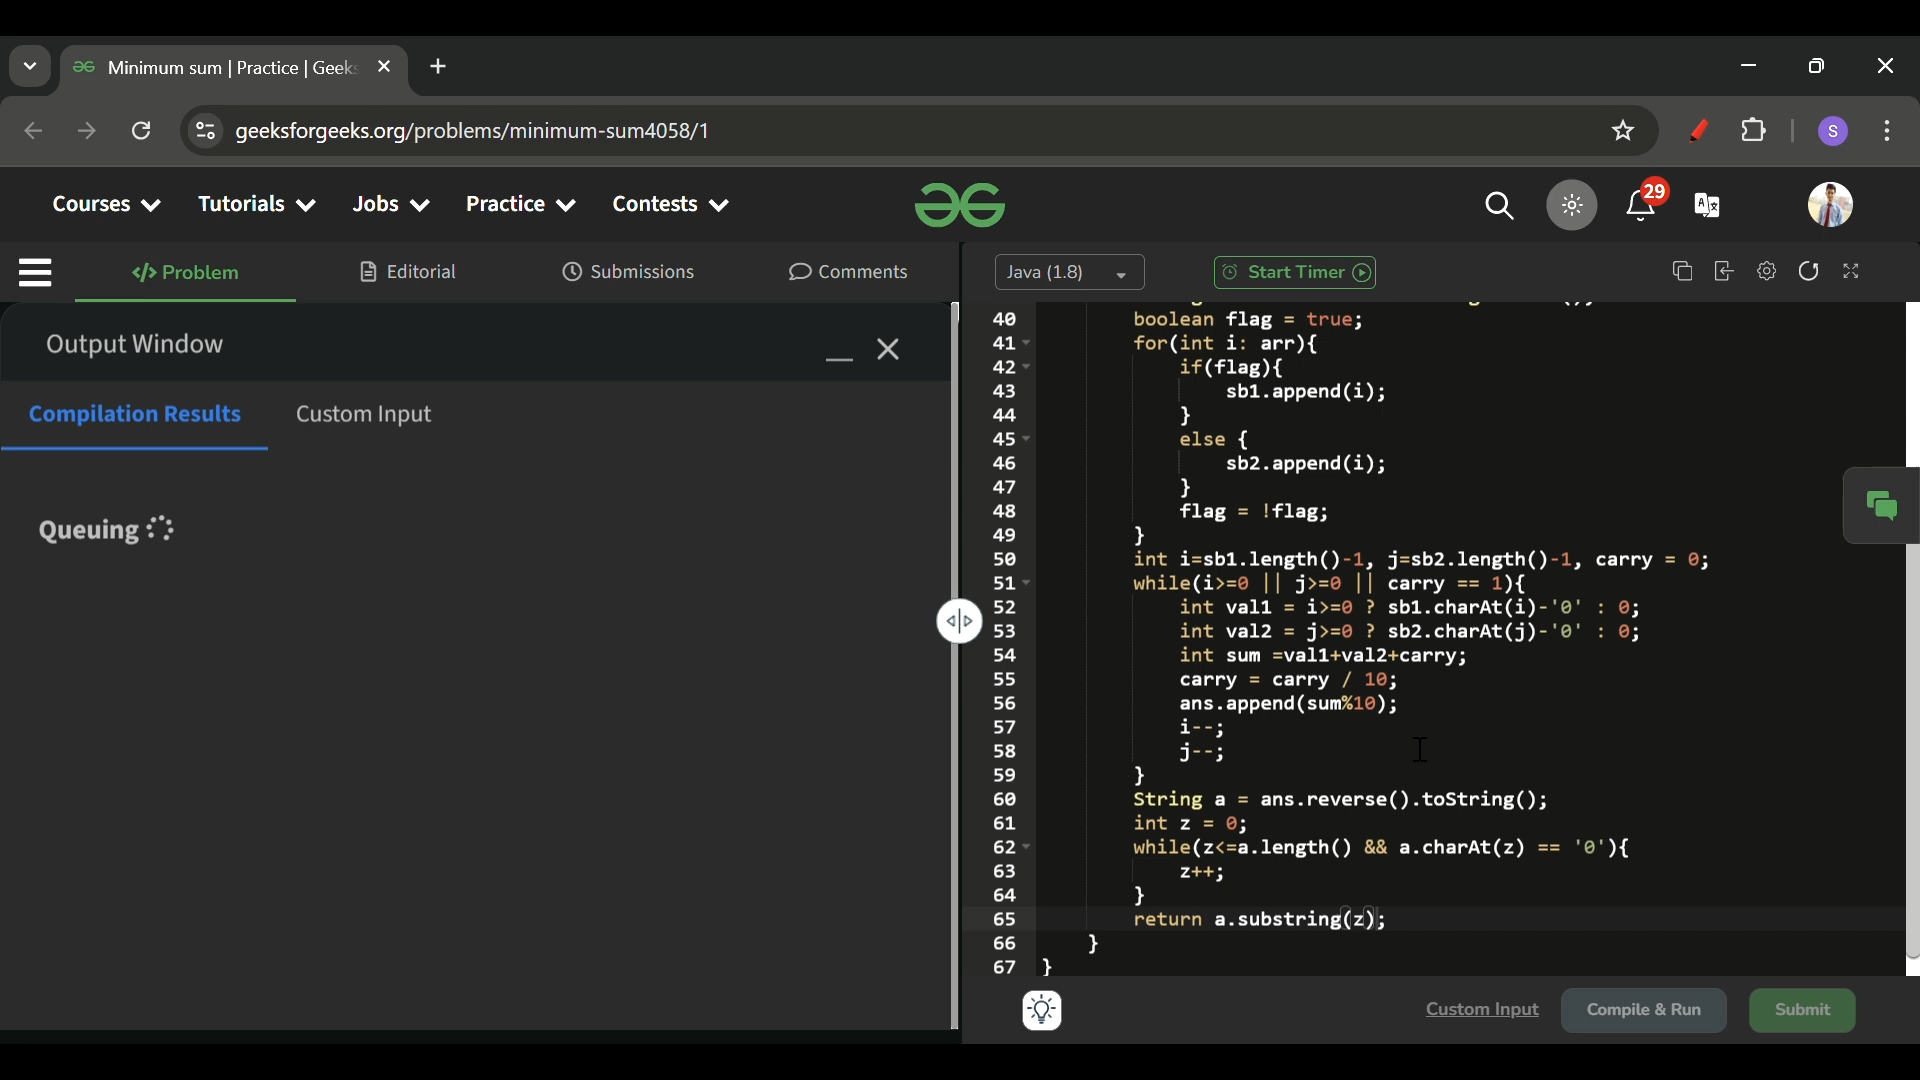 Minimum sum | Practice | Geeks
geeksforgeeks.org/problems/minimum-sum4058/1
S
Courses
Tutorials
Jobs
Practice
Contests
29
</> Problem
Editorial
Submissions
Comments
Java (1.8)
Start Timer
Output Window
Compilation Results
Custom Input
Queuing
40 boolean flag = true;
41 for(int i: arr){
42 if(flag){
43 sb1.append(i);
44 }
45 else {
46 sb2.append(i);
47 }
48 flag = !flag;
49 }
50 int i=sb1.length()-1, j=sb2.length()-1, carry = 0;
51 while(i>=0 || j>=0 || carry == 1){
52 int val1 = i>=0 ? sb1.charAt(i)-'0' : 0;
53 int val2 = j>=0 ? sb2.charAt(j)-'0' : 0;
54 int sum =val1+val2+carry;
55 carry = carry / 10;
56 ans.append(sum%10);
57 i--;
58 j--;
59 }
60 String a = ans.reverse().toString();
61 int z = 0;
62 while(z<=a.length() && a.charAt(z) == '0'){
63 z++;
64 }
65 return a.substring(z);
66 }
67 }
Custom Input
Compile & Run
Submit